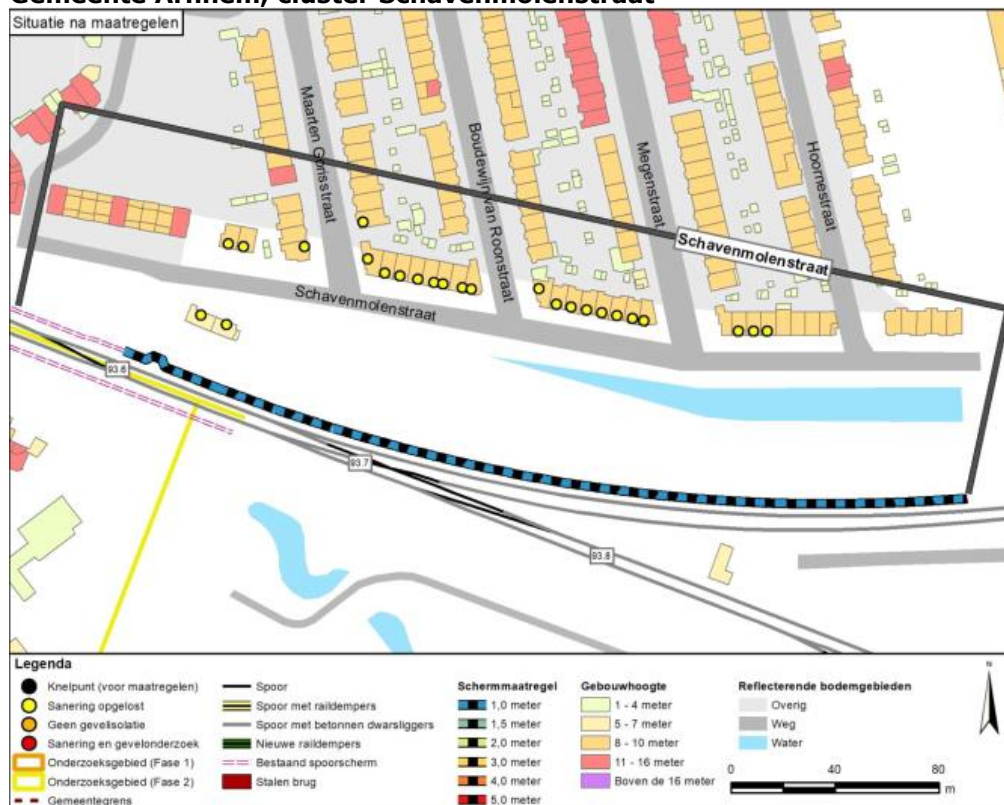 Gemeente Arnhem, cluster Schavenmolenstraat
Situatie na maatregelen
Maarten Gorisstraat
Boudewijn van Roonstraat
Megenstraat
Hoornestraat
Schavenmolenstraat
Schavenmolenstraat
93.6
93.7
93.8
Legenda
Knelpunt (voor maatregelen)
Sanering opgelost
Geen gevelisolatie
Sanering en gevelonderzoek
Onderzoeksgebied (Fase 1)
Onderzoeksgebied (Fase 2)
Gemeentegrens
Spoor
Spoor met raildempers
Spoor met betonnen dwarsliggers
Nieuwe raildempers
Bestaand spoorscherm
Stalen brug
Schermmaatregel
1,0 meter
1,5 meter
2,0 meter
3,0 meter
4,0 meter
5,0 meter
Gebouwhoogte
1 - 4 meter
5 - 7 meter
8 - 10 meter
11 - 16 meter
Boven de 16 meter
Reflecterende bodemgebieden
Overig
Weg
Water
N
0 40 80
m